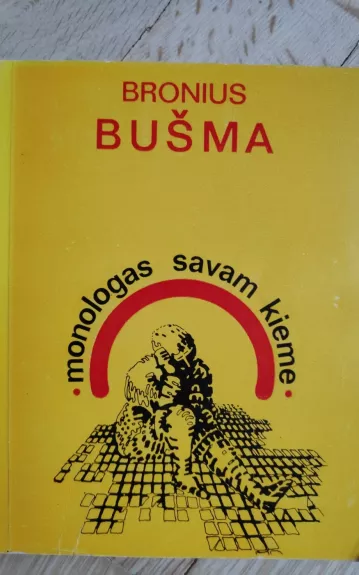 BRONIUS
BUŠMA
·monologas savam kieme·